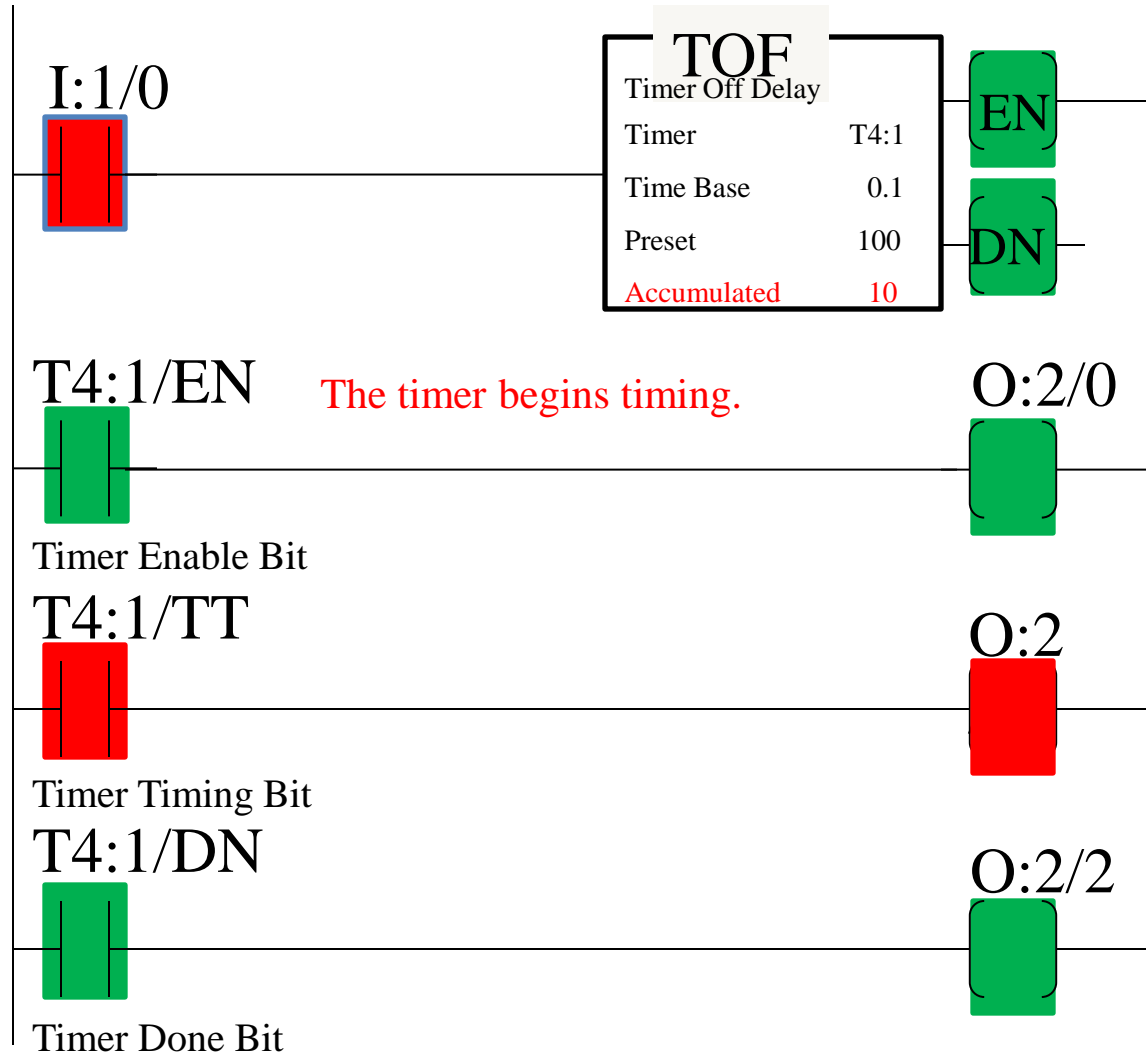 TOF
I:1/0
Timer Off Delay
EN
Timer T4:1
Time Base 0.1
Preset 100
DN
Accumulated 10
T4:1/EN
The timer begins timing.
O:2/0
Timer Enable Bit
T4:1/TT
O:2
Timer Timing Bit
T4:1/DN
O:2/2
Timer Done Bit